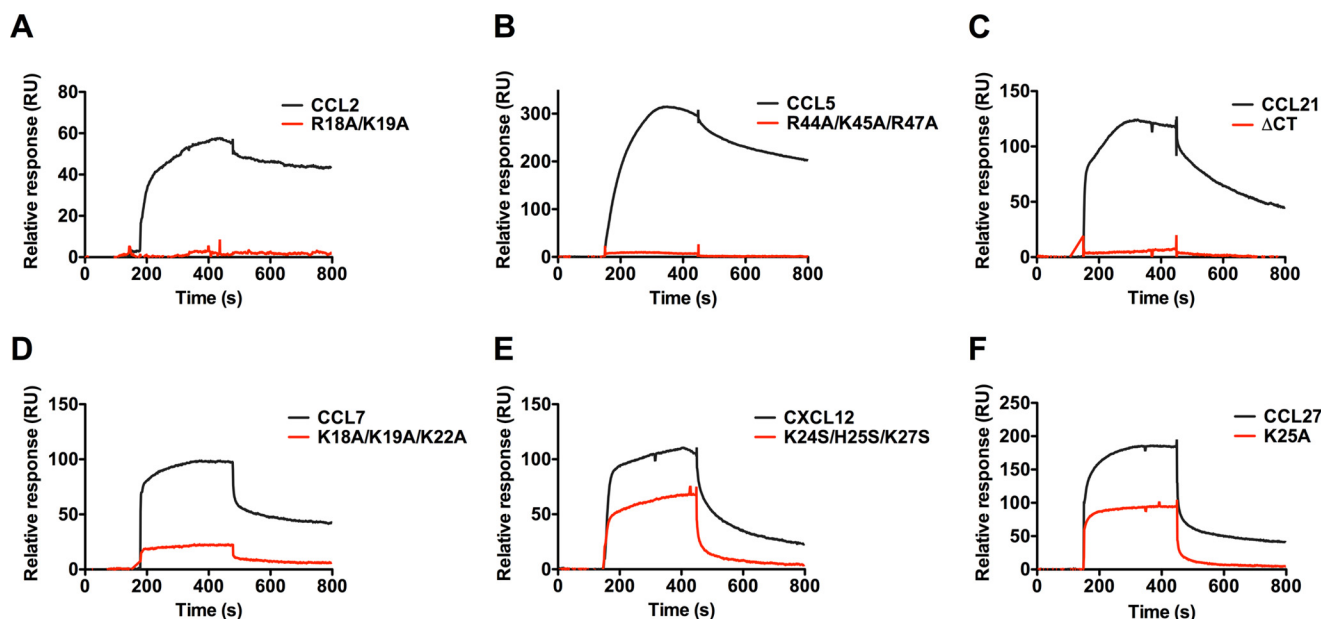 A
Relative response (RU)
80
60
40
20
0
0
200
400
600
800
Time (s)
CCL2
R18A/K19A
B
Relative response (RU)
300
200
100
0
0
200
400
600
800
Time (s)
CCL5
R44A/K45A/R47A
C
Relative response (RU)
150
100
50
0
0
200
400
600
800
Time (s)
CCL21
ΔCT
D
Relative response (RU)
150
100
50
0
0
200
400
600
800
Time (s)
CCL7
K18A/K19A/K22A
E
Relative response (RU)
150
100
50
0
0
200
400
600
800
Time (s)
CXCL12
K24S/H25S/K27S
F
Relative response (RU)
250
200
150
100
50
0
0
200
400
600
800
Time (s)
CCL27
K25A